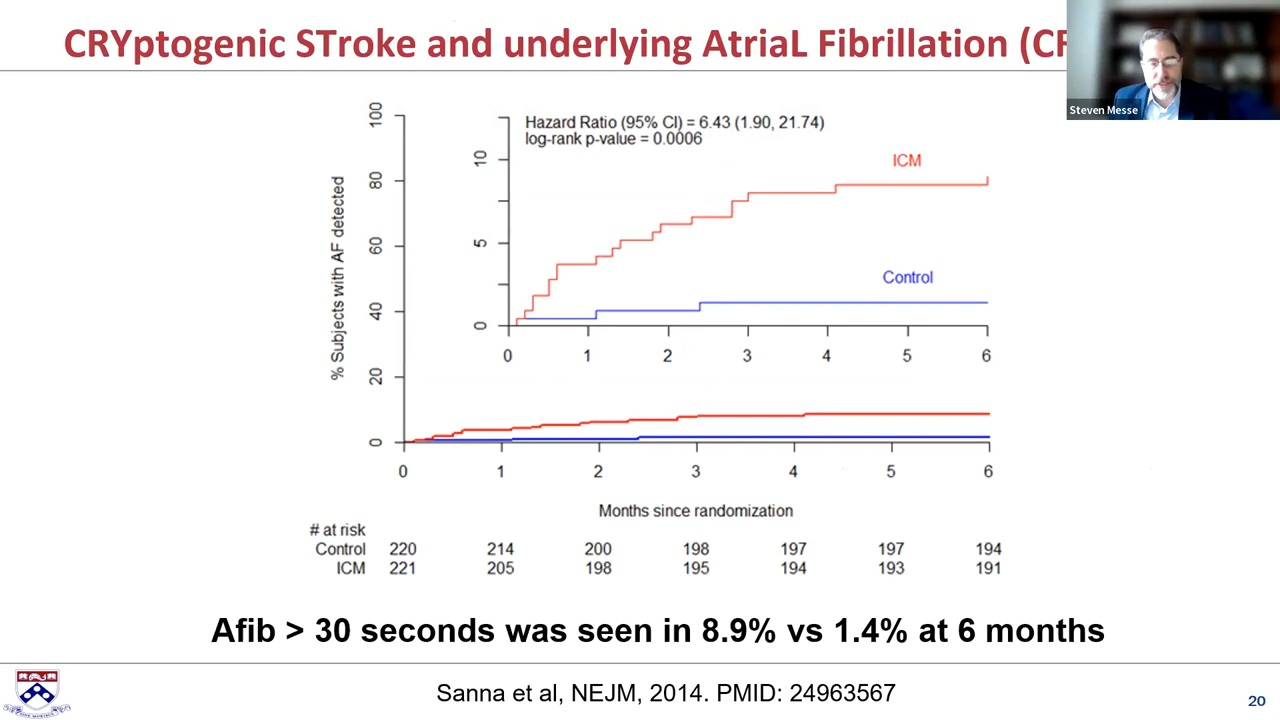 CRYptogenic STroke and underlying AtriaL Fibrillation (CR
Steven Messe
Hazard Ratio (95% CI) = 6.43 (1.90, 21.74)
log-rank p-value = 0.0006
ICM
Control
10
5
0
0 1 2 3 4 5 6
% Subjects with AF detected
100
80
60
40
20
0
0 1 2 3 4 5 6
Months since randomization
# at risk
Control 220 214 200 198 197 197 194
ICM 221 205 198 195 194 193 191
Afib > 30 seconds was seen in 8.9% vs 1.4% at 6 months
Sanna et al, NEJM, 2014. PMID: 24963567
20